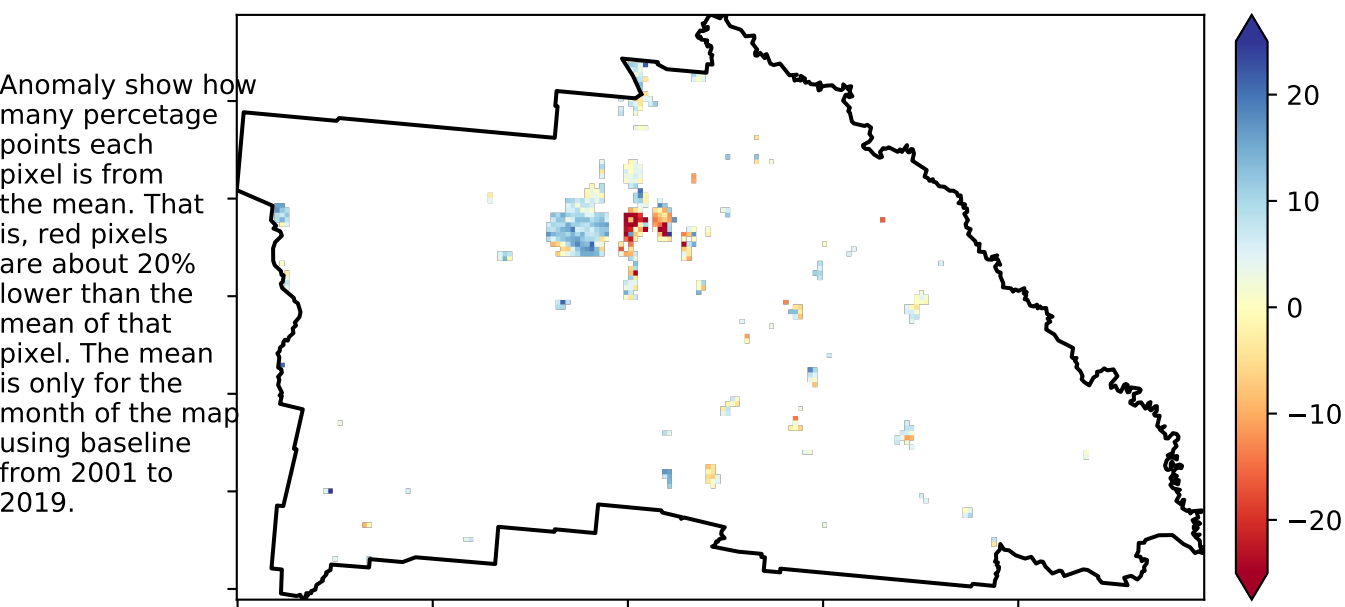 Anomaly show how
many percetage
points each
pixel is from
the mean. That
is, red pixels
are about 20%
lower than the
mean of that
pixel. The mean
is only for the
month of the map
using baseline
from 2001 to
2019.
20
10
0
−10
−20